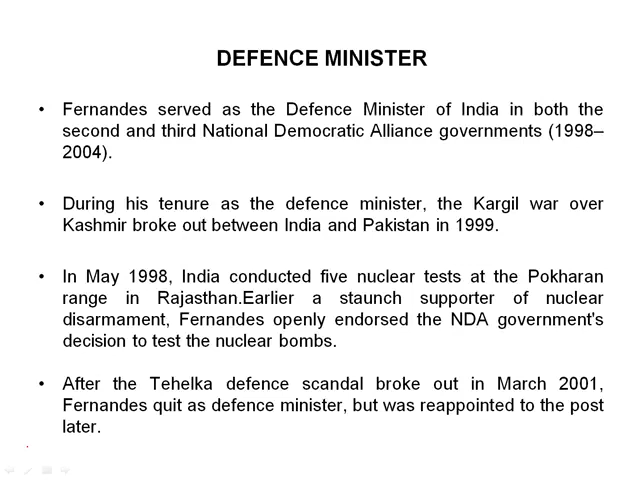 DEFENCE MINISTER
• Fernandes served as the Defence Minister of India in both the
second and third National Democratic Alliance governments (1998–
2004).
• During his tenure as the defence minister, the Kargil war over
Kashmir broke out between India and Pakistan in 1999.
• In May 1998, India conducted five nuclear tests at the Pokharan
range in Rajasthan.Earlier a staunch supporter of nuclear
disarmament, Fernandes openly endorsed the NDA government's
decision to test the nuclear bombs.
• After the Tehelka defence scandal broke out in March 2001,
Fernandes quit as defence minister, but was reappointed to the post
later.